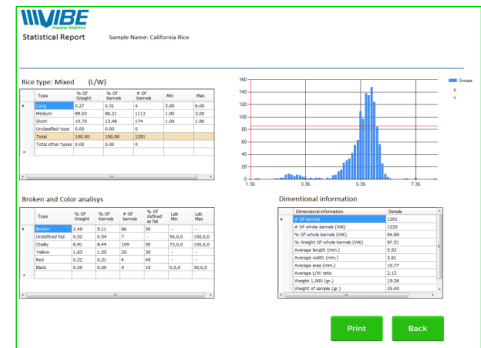 VIBE
Statistical Report
Sample Name: California Rice
Rice type: Mixed (L/W)
Type % Of Weight % Of Kernels # Of Kernels Min Max
Long 0.27 0.31 4 3.00 6.00
Medium 89.03 86.21 1113 1.90 3.00
Short 10.70 13.48 174 1.00 1.90
Unclassified type 0.00 0.00 0
Total 100.00 100.00 1291
Total other types 0.00 0.00 0
160
140
120
100
80
60
40
20
0
1.35 3.35 5.35 7.35
Groups
X
Y
Broken and Color analisys
Type % Of Weight % Of Kernels # Of kernels % Of defined as fail Lab Min Lab Max
Broken 2.48 5.11 66 50 - -
Undefined Pat 0.52 0.54 7 - 54,0,0 100,0,0
Chalky 6.91 8.44 109 50 73,0,0 100,0,0
Yellow 1.63 1.55 20 30 - -
Red 0.32 0.31 4 40 - -
Black 0.00 0.00 0 10 0,0,0 30,0,0
Dimentional information
Dimensional information Details
# Of kernels 1291
# Of whole kernels (WK) 1225
% Of whole kernels (WK) 94.89
% Weight Of whole kernels (WK) 97.51
Average length (mm.) 5.52
Average width (mm.) 2.61
Average area (mm.) 10.77
Average L/W ratio 2.12
Weight 1,000 (gr.) 19.36
Weight of sample (gr.) 25.00
Print
Back